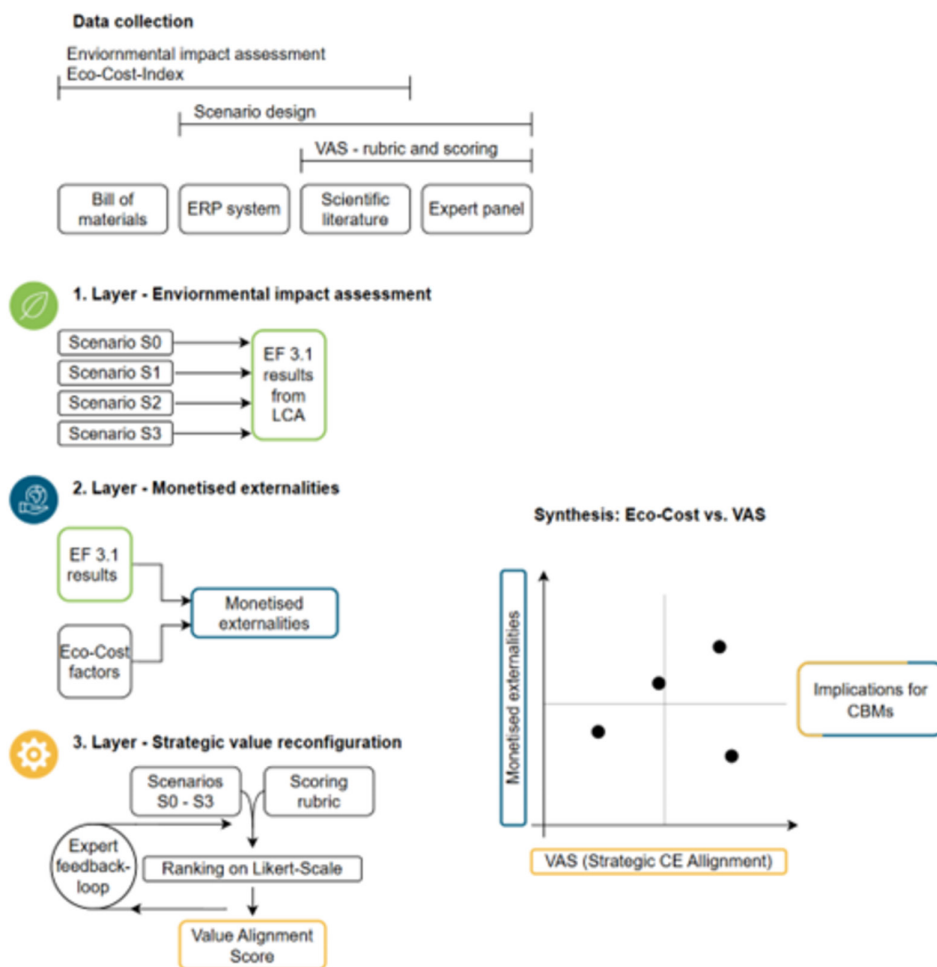 Data collection
Enviornmental impact assessment
Eco-Cost-Index
Scenario design
VAS - rubric and scoring
Bill of
materials
ERP system
Scientific
literature
Expert panel
1. Layer - Enviornmental impact assessment
Scenario S0
Scenario S1
Scenario S2
Scenario S3
EF 3.1
results
from
LCA
2. Layer - Monetised externalities
EF 3.1
results
Eco-Cost
factors
Monetised
externalities
3. Layer - Strategic value reconfiguration
Scenarios
S0 - S3
Scoring
rubric
Expert
feedback-
loop
Ranking on Likert-Scale
Value Alignment
Score
Synthesis: Eco-Cost vs. VAS
Monetised externalities
VAS (Strategic CE Allignment)
Implications for
CBMs